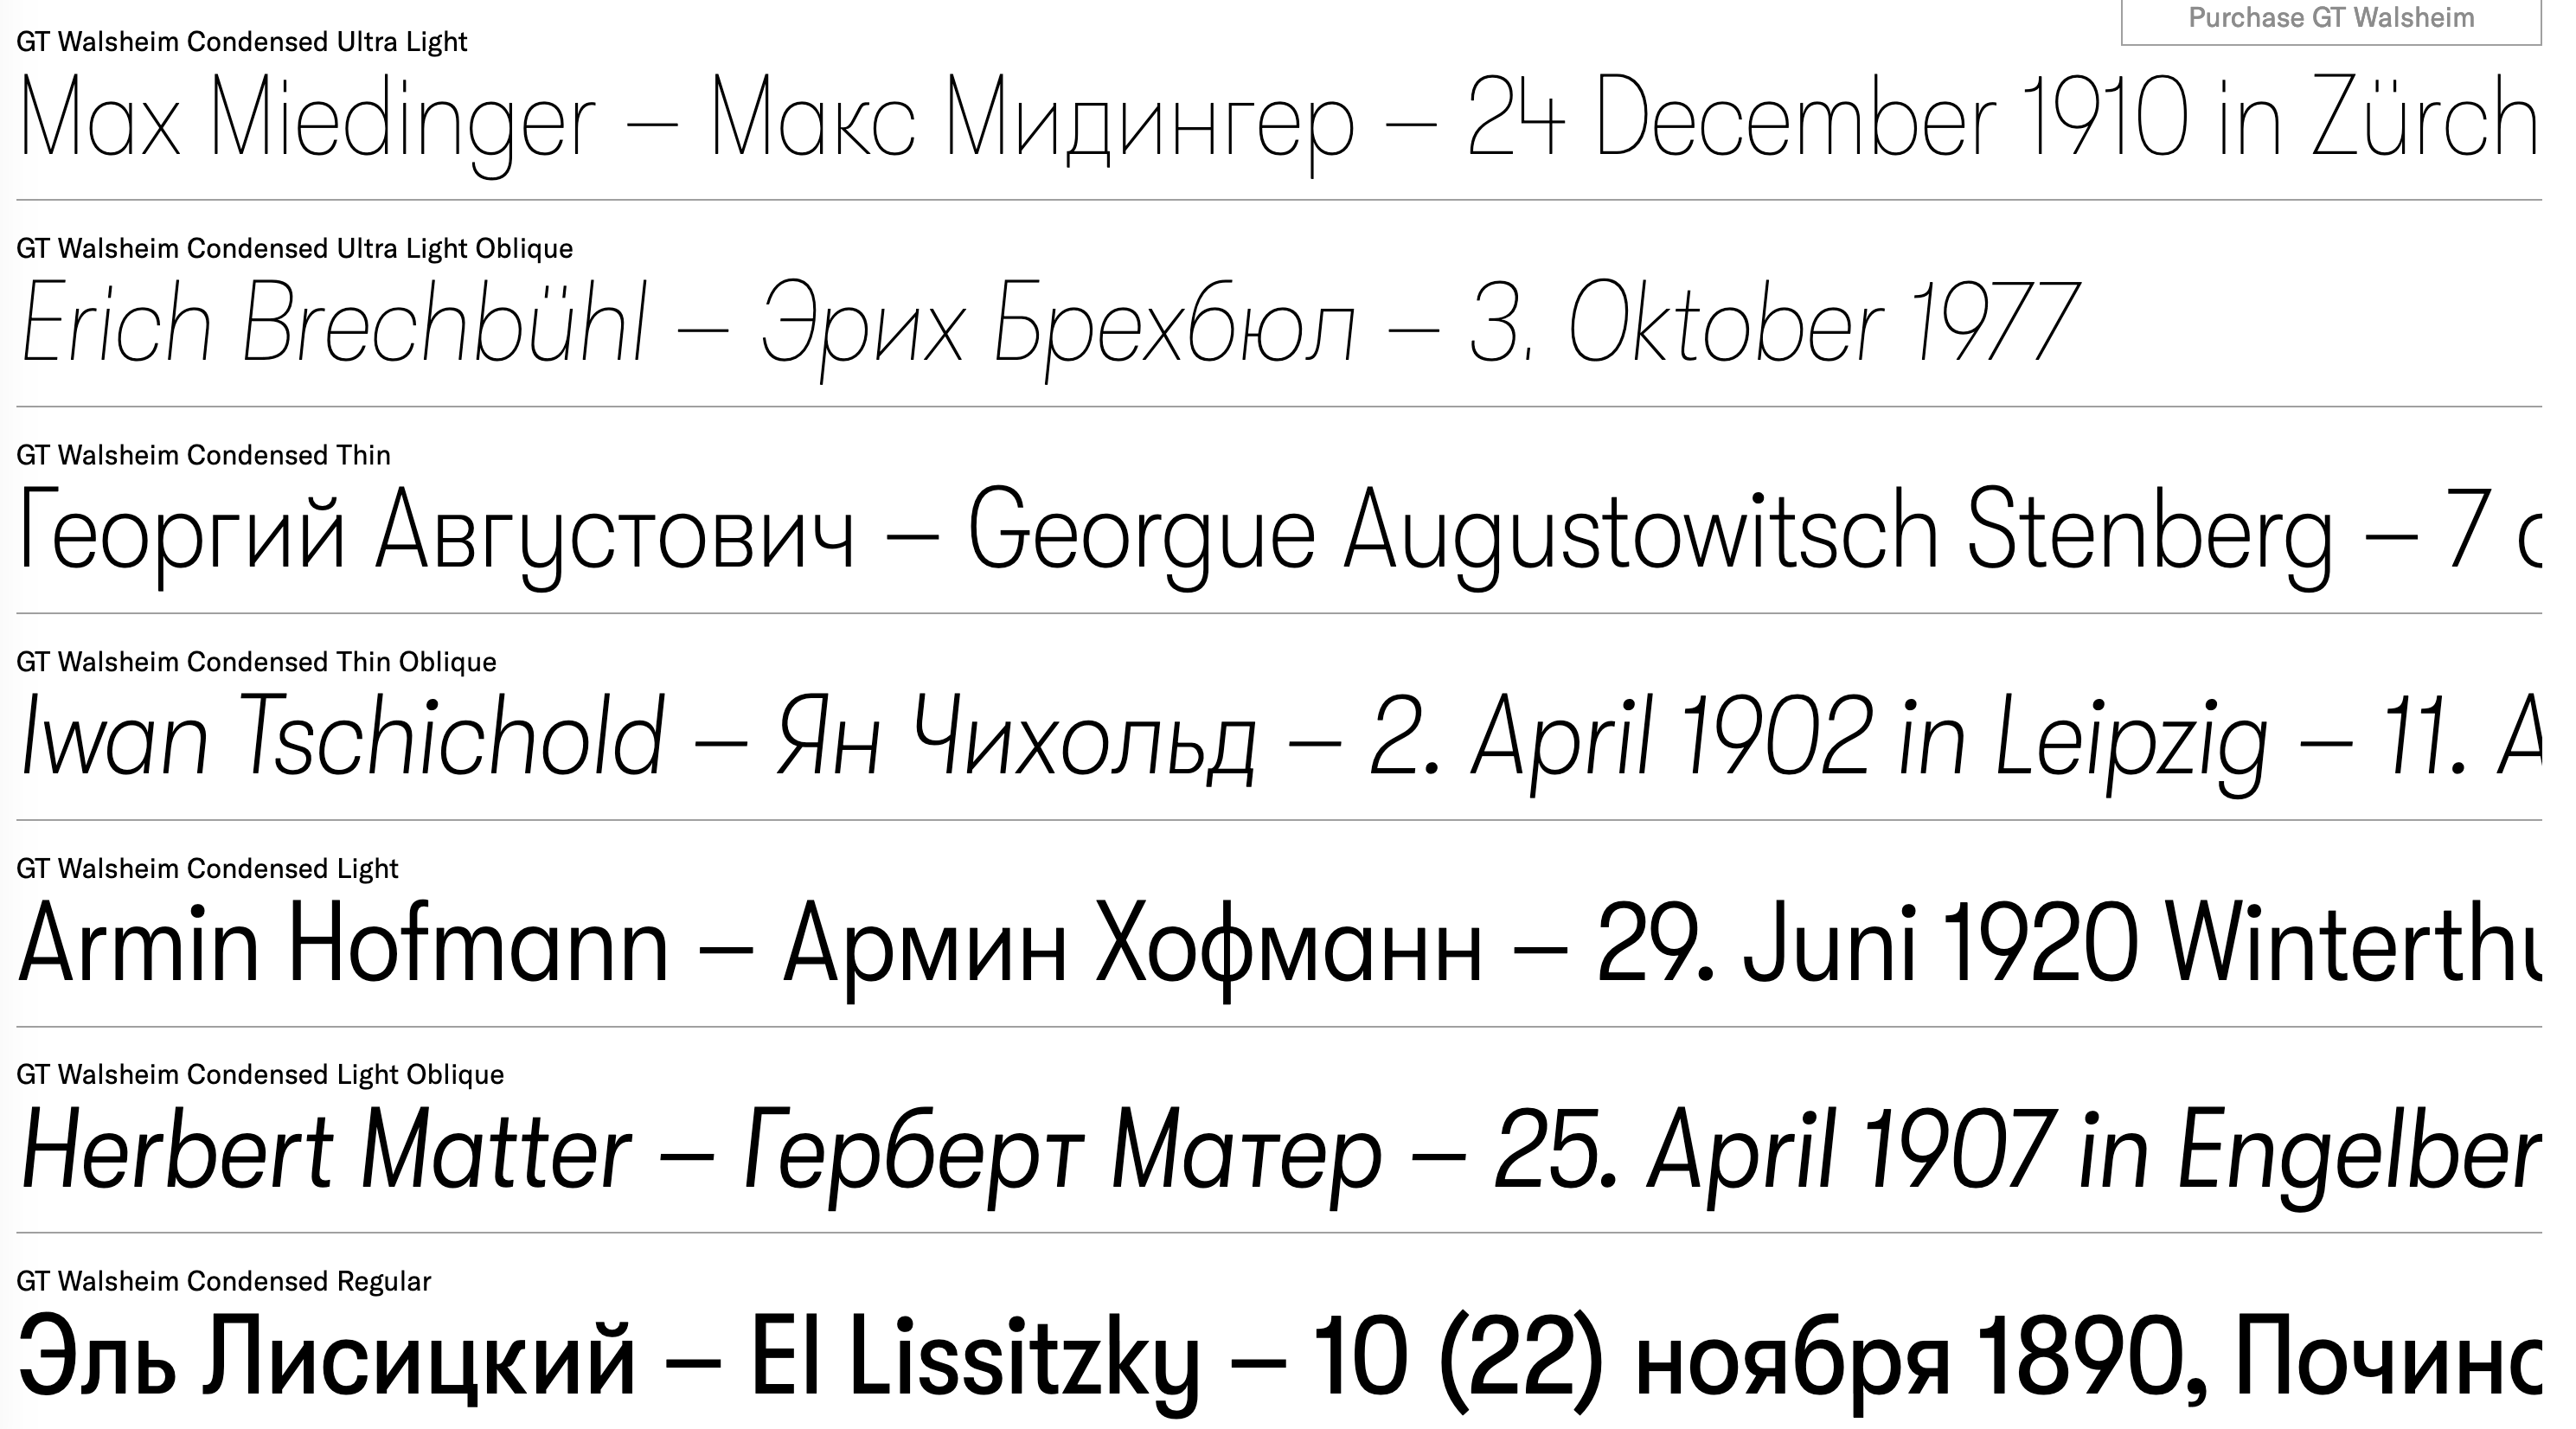 Purchase GT Walsheim
GT Walsheim Condensed Ultra Light
Max Miedinger – Макс Мидингер – 24 December 1910 in Zürch
GT Walsheim Condensed Ultra Light Oblique
Erich Brechbühl – Эрих Брехбюл – 3. Oktober 1977
GT Walsheim Condensed Thin
Георгий Августович – Georgue Augustowitsch Stenberg – 7
GT Walsheim Condensed Thin Oblique
Iwan Tschichold – Ян Чихольд – 2. April 1902 in Leipzig – 11. A
GT Walsheim Condensed Light
Armin Hofmann – Армин Хофманн – 29. Juni 1920 Winterthu
GT Walsheim Condensed Light Oblique
Herbert Matter – Герберт Матер – 25. April 1907 in Engelber
GT Walsheim Condensed Regular
Эль Лисицкий – El Lissitzky – 10 (22) ноября 1890, Почино